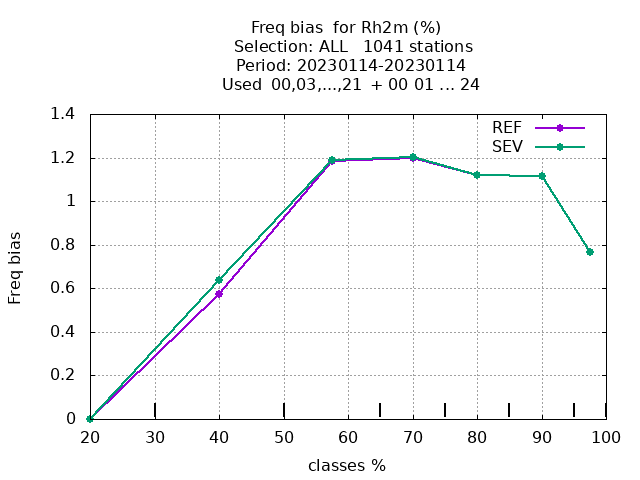 Freq bias  for Rh2m (%)
Selection: ALL   1041 stations
Period: 20230114-20230114
Used  00,03,...,21  + 00 01 ... 24
REF
SEV
1.4
1.2
1
0.8
0.6
0.4
0.2
0
Freq bias
20 30 40 50 60 70 80 90 100
classes %